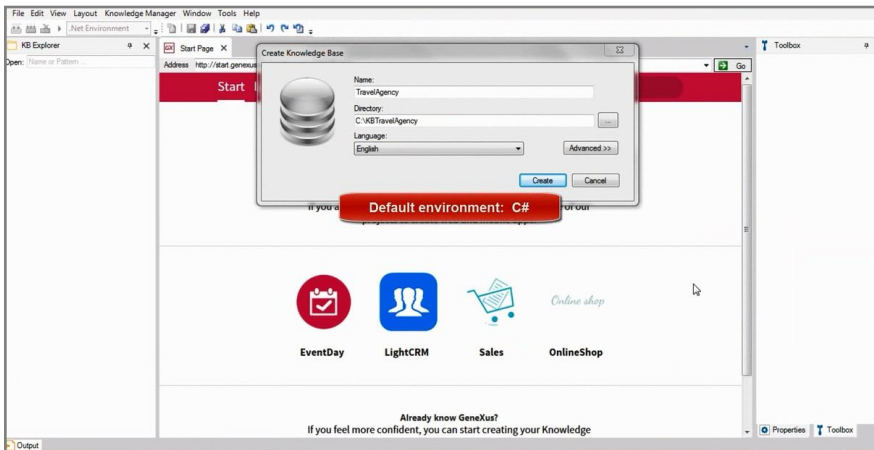 File Edit View Layout Knowledge Manager Window Tools Help
.Net Environment
KB Explorer
Start Page
Toolbox
Open: Name or Pattern ...
Address http://start.genexus
Go
Start
Create Knowledge Base
Name:
TravelAgency
Directory:
C:\KBTravelAgency
...
Language:
English
Advanced >>
Create
Cancel
Default environment: C#
If you a
of our
Online shop
EventDay
LightCRM
Sales
OnlineShop
Already know GeneXus?
If you feel more confident, you can start creating your Knowledge
Properties
Toolbox
Output